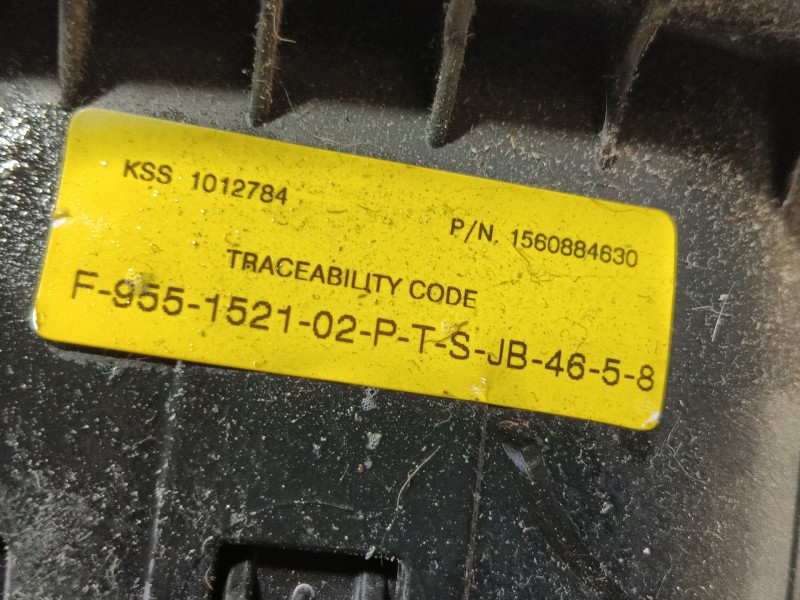 KSS 1012784
P/N. 1560884630
TRACEABILITY CODE
F-955-1521-02-P-T-S-JB-46-5-8